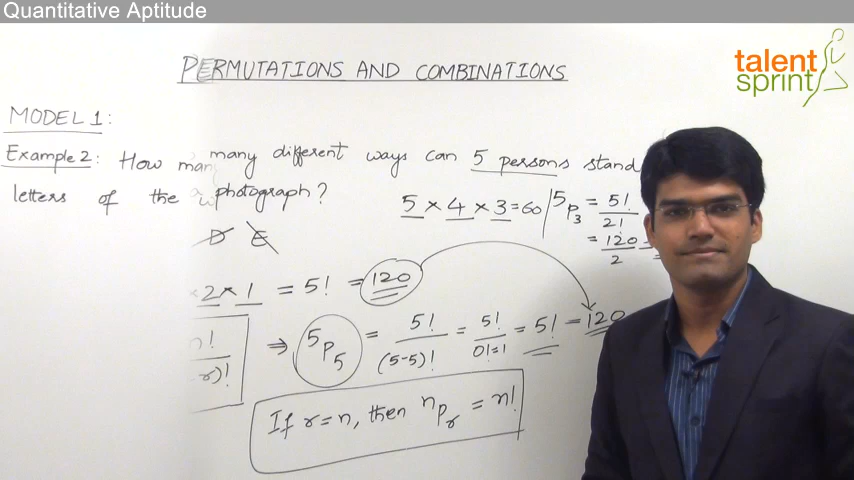 Quantitative Aptitude
PERMUTATIONS AND COMBINATIONS
talent
sprint
MODEL 1:
Example 2: How many different ways can 5 persons stand
letters of the photograph?
5 × 4 × 3 = 60 | 5P3 = 5! / 2!
= 120 / 2 =
D E
× 2 × 1 = 5! = 120
n! / (n - r)! ⇒ 5P5 = 5! / (5-5)! = 5! / 0!=1 = 5! = 120
If r = n, then nPr = n!